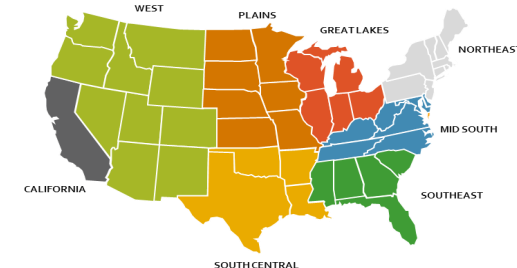 WEST
PLAINS
GREAT LAKES
NORTHEAST
MID SOUTH
CALIFORNIA
SOUTHEAST
SOUTH CENTRAL